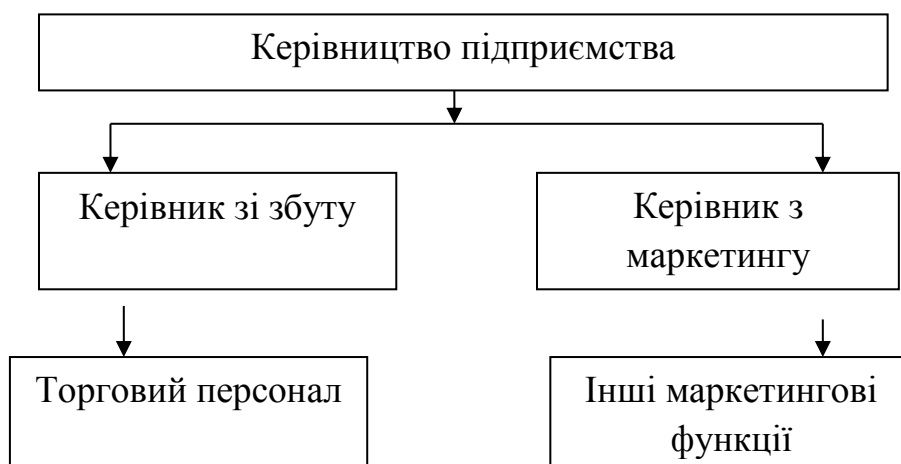 Керівництво підприємства
Керівник зі збуту
Керівник з
маркетингу
Торговий персонал
Інші маркетингові
функції